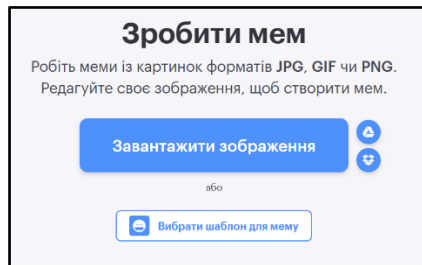 Зробити мем
Робіть меми із картинок форматів JPG, GIF чи PNG.
Редагуйте своє зображення, щоб створити мем.
Завантажити зображення
або
Вибрати шаблон для мему